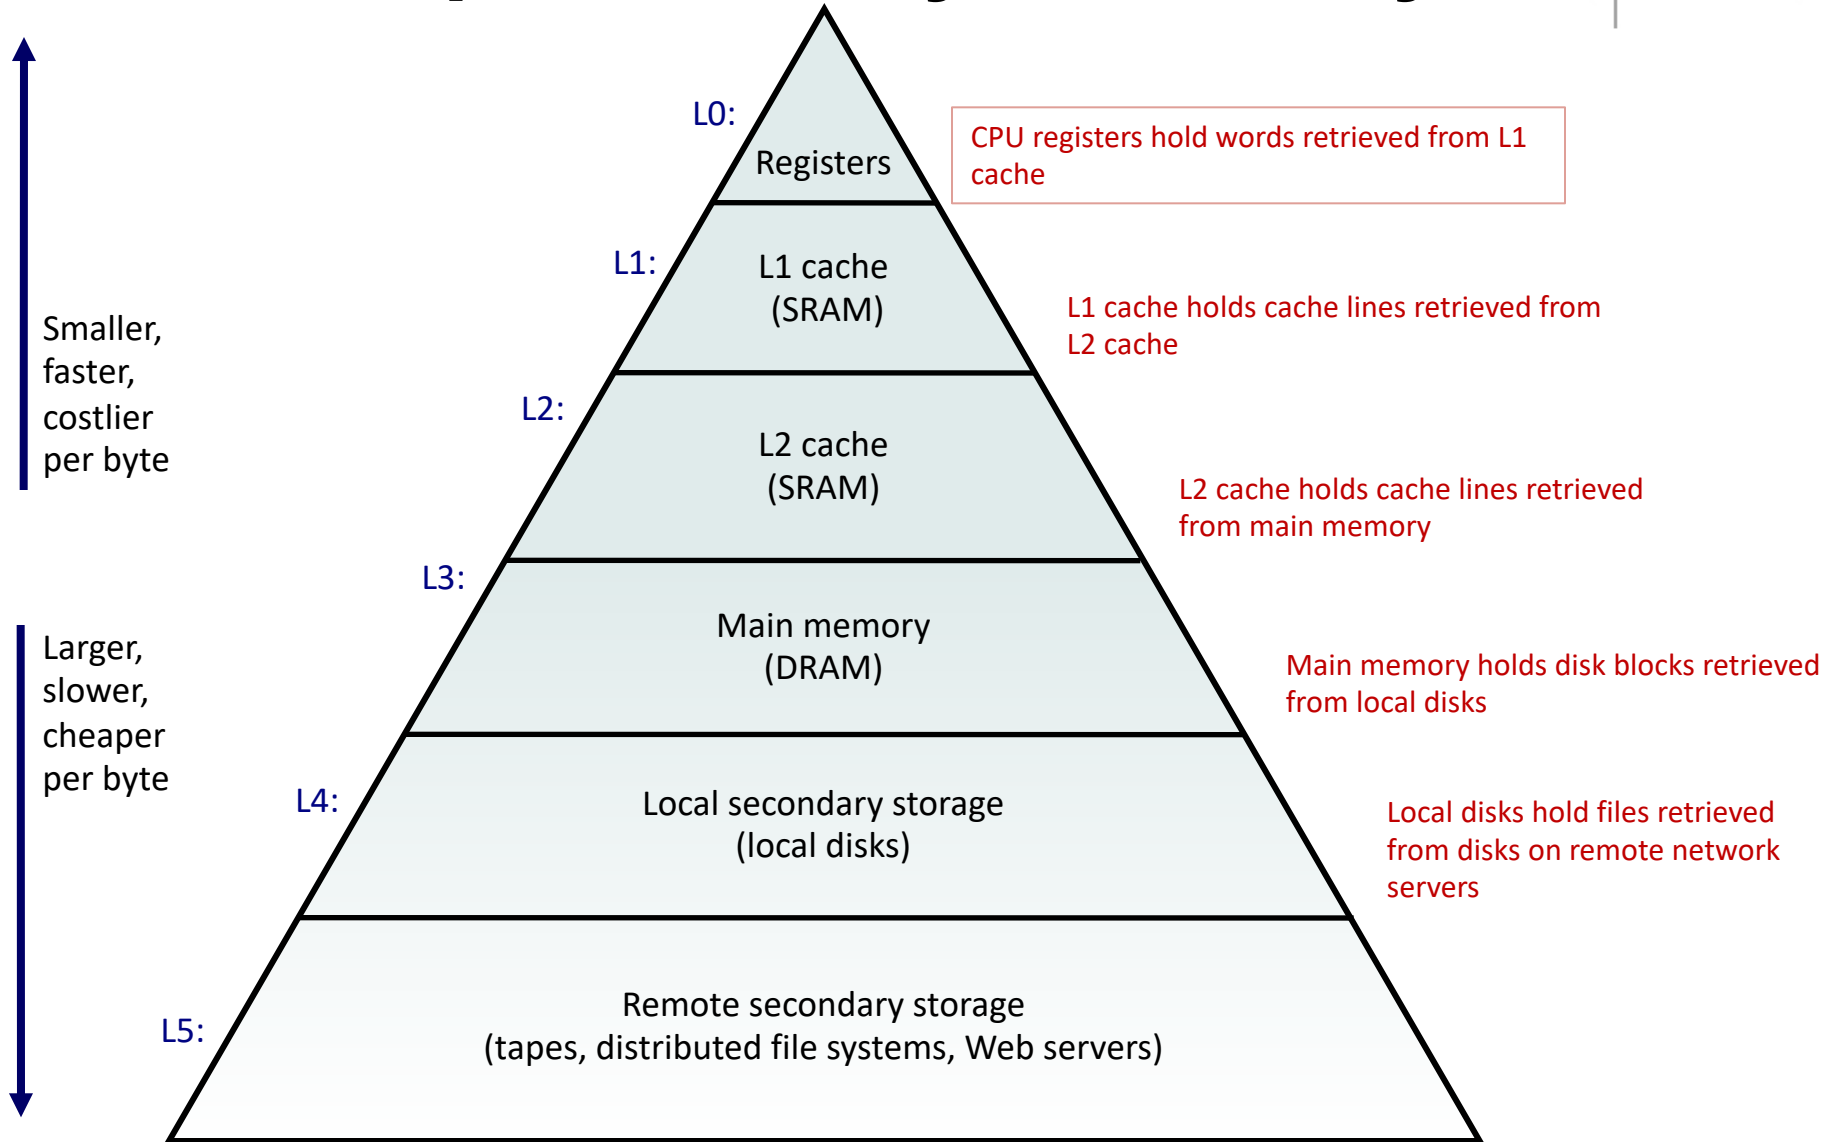 L0:
Registers
CPU registers hold words retrieved from L1
cache
L1:
L1 cache
(SRAM)
L1 cache holds cache lines retrieved from
L2 cache
Smaller,
faster,
costlier
per byte
L2:
L2 cache
(SRAM)
L2 cache holds cache lines retrieved
from main memory
L3:
Main memory
(DRAM)
Larger,
slower,
cheaper
per byte
Main memory holds disk blocks retrieved
from local disks
L4:
Local secondary storage
(local disks)
Local disks hold files retrieved
from disks on remote network
servers
L5:
Remote secondary storage
(tapes, distributed file systems, Web servers)